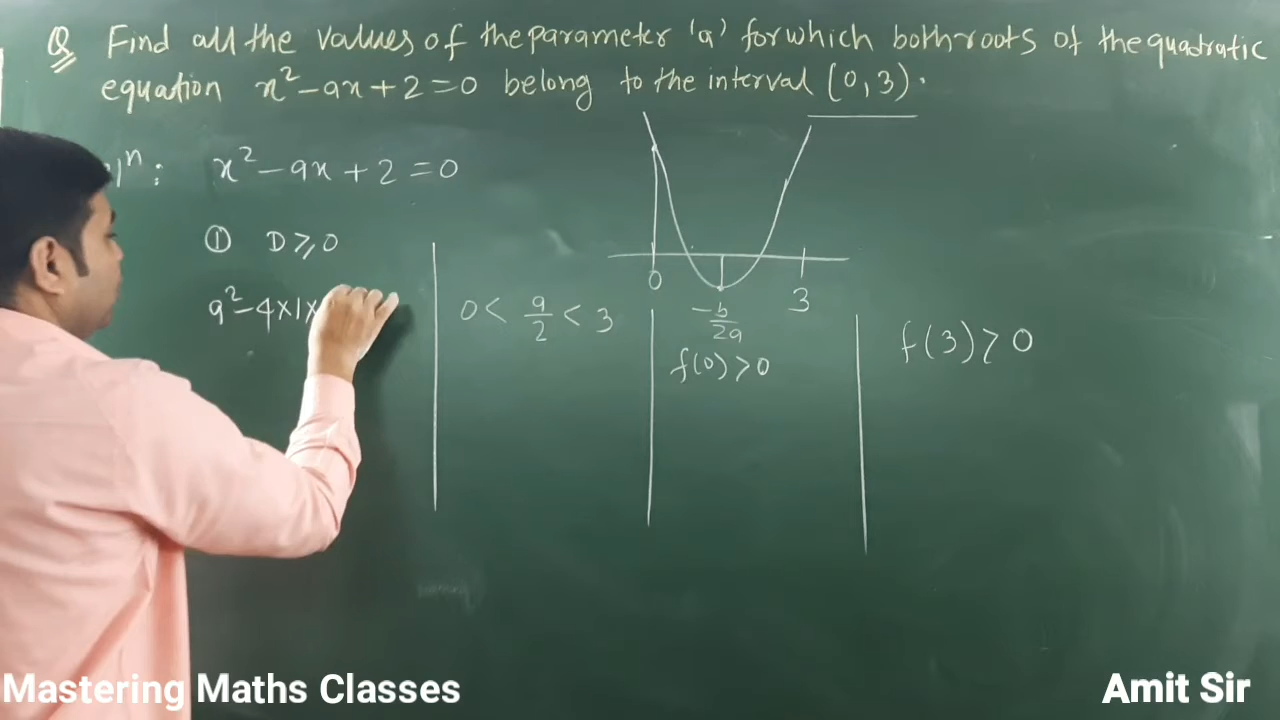 Q Find all the values of the parameter 'a' for which both roots of the quadratic
equation x²-ax+2=0 belong to the interval (0,3).
lⁿ: x²-ax+2=0
① D⩾0
a²-4×1×
0< a/2 <3
0
-b/2a
3
f(0)>0
f(3)>0
Mastering Maths Classes
Amit Sir